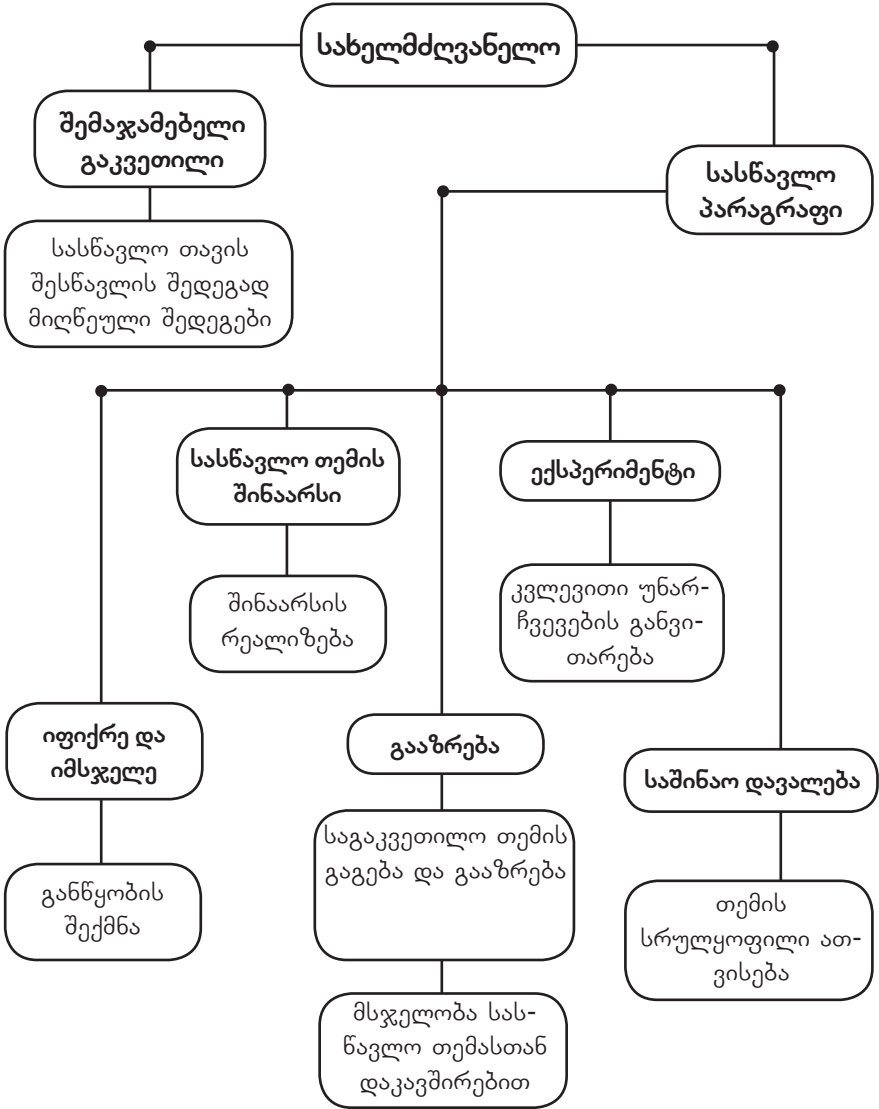 სახელმძღვანელო
შემაჯამებელი
გაკვეთილი
სასწავლო
პარაგრაფი
სასწავლო თავის
შესწავლის შედეგად
მიღწეული შედეგები
სასწავლო თემის
შინაარსი
ექსპერიმენტი
შინაარსის
რეალიზება
კვლევითი უნარ-
ჩვევების განვი-
თარება
იფიქრე და
იმსჯელე
გააზრება
საშინაო დავალება
განწყობის
შექმნა
საგაკვეთილო თემის
გაგება და გააზრება
თემის
სრულყოფილი ათ-
ვისება
მსჯელობა სას-
წავლო თემასთან
დაკავშირებით